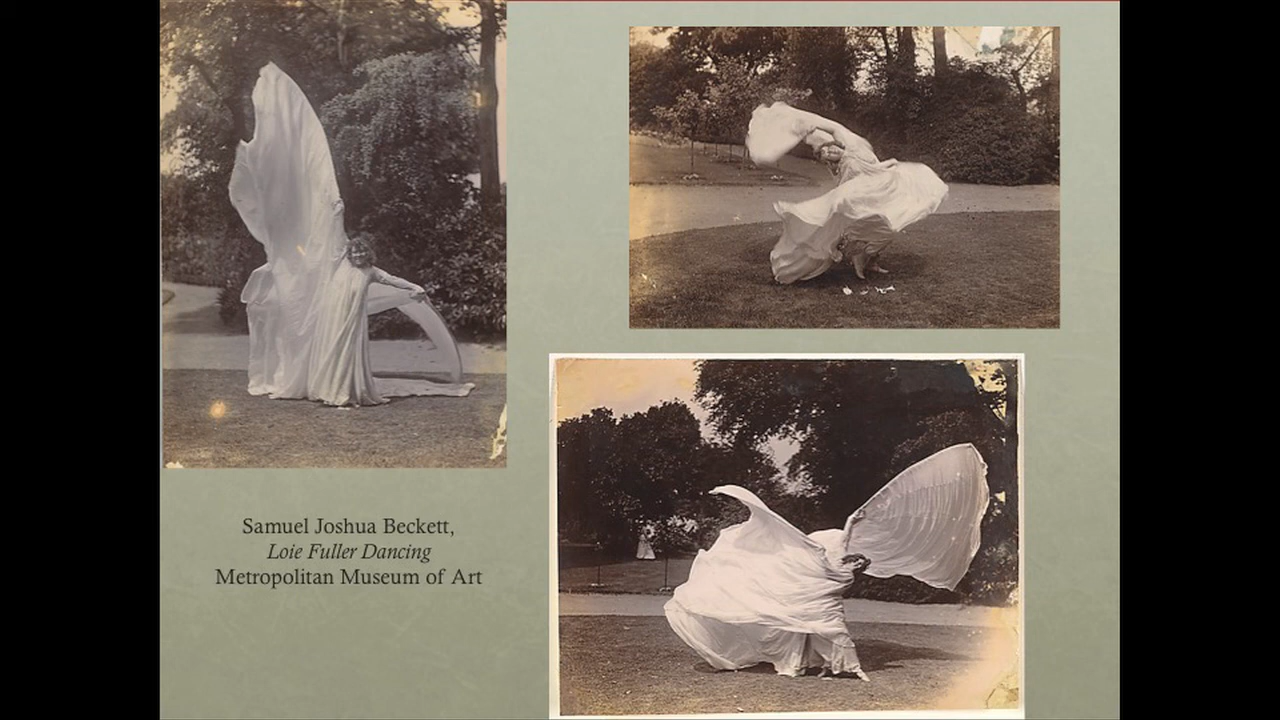 Samuel Joshua Beckett,
Loie Fuller Dancing
Metropolitan Museum of Art